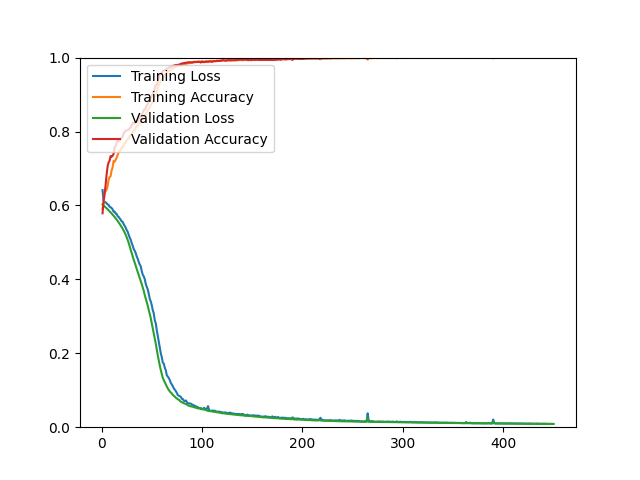 1.0
0.8
0.6
0.4
0.2
0.0
Training Loss
Training Accuracy
Validation Loss
Validation Accuracy
0 100 200 300 400